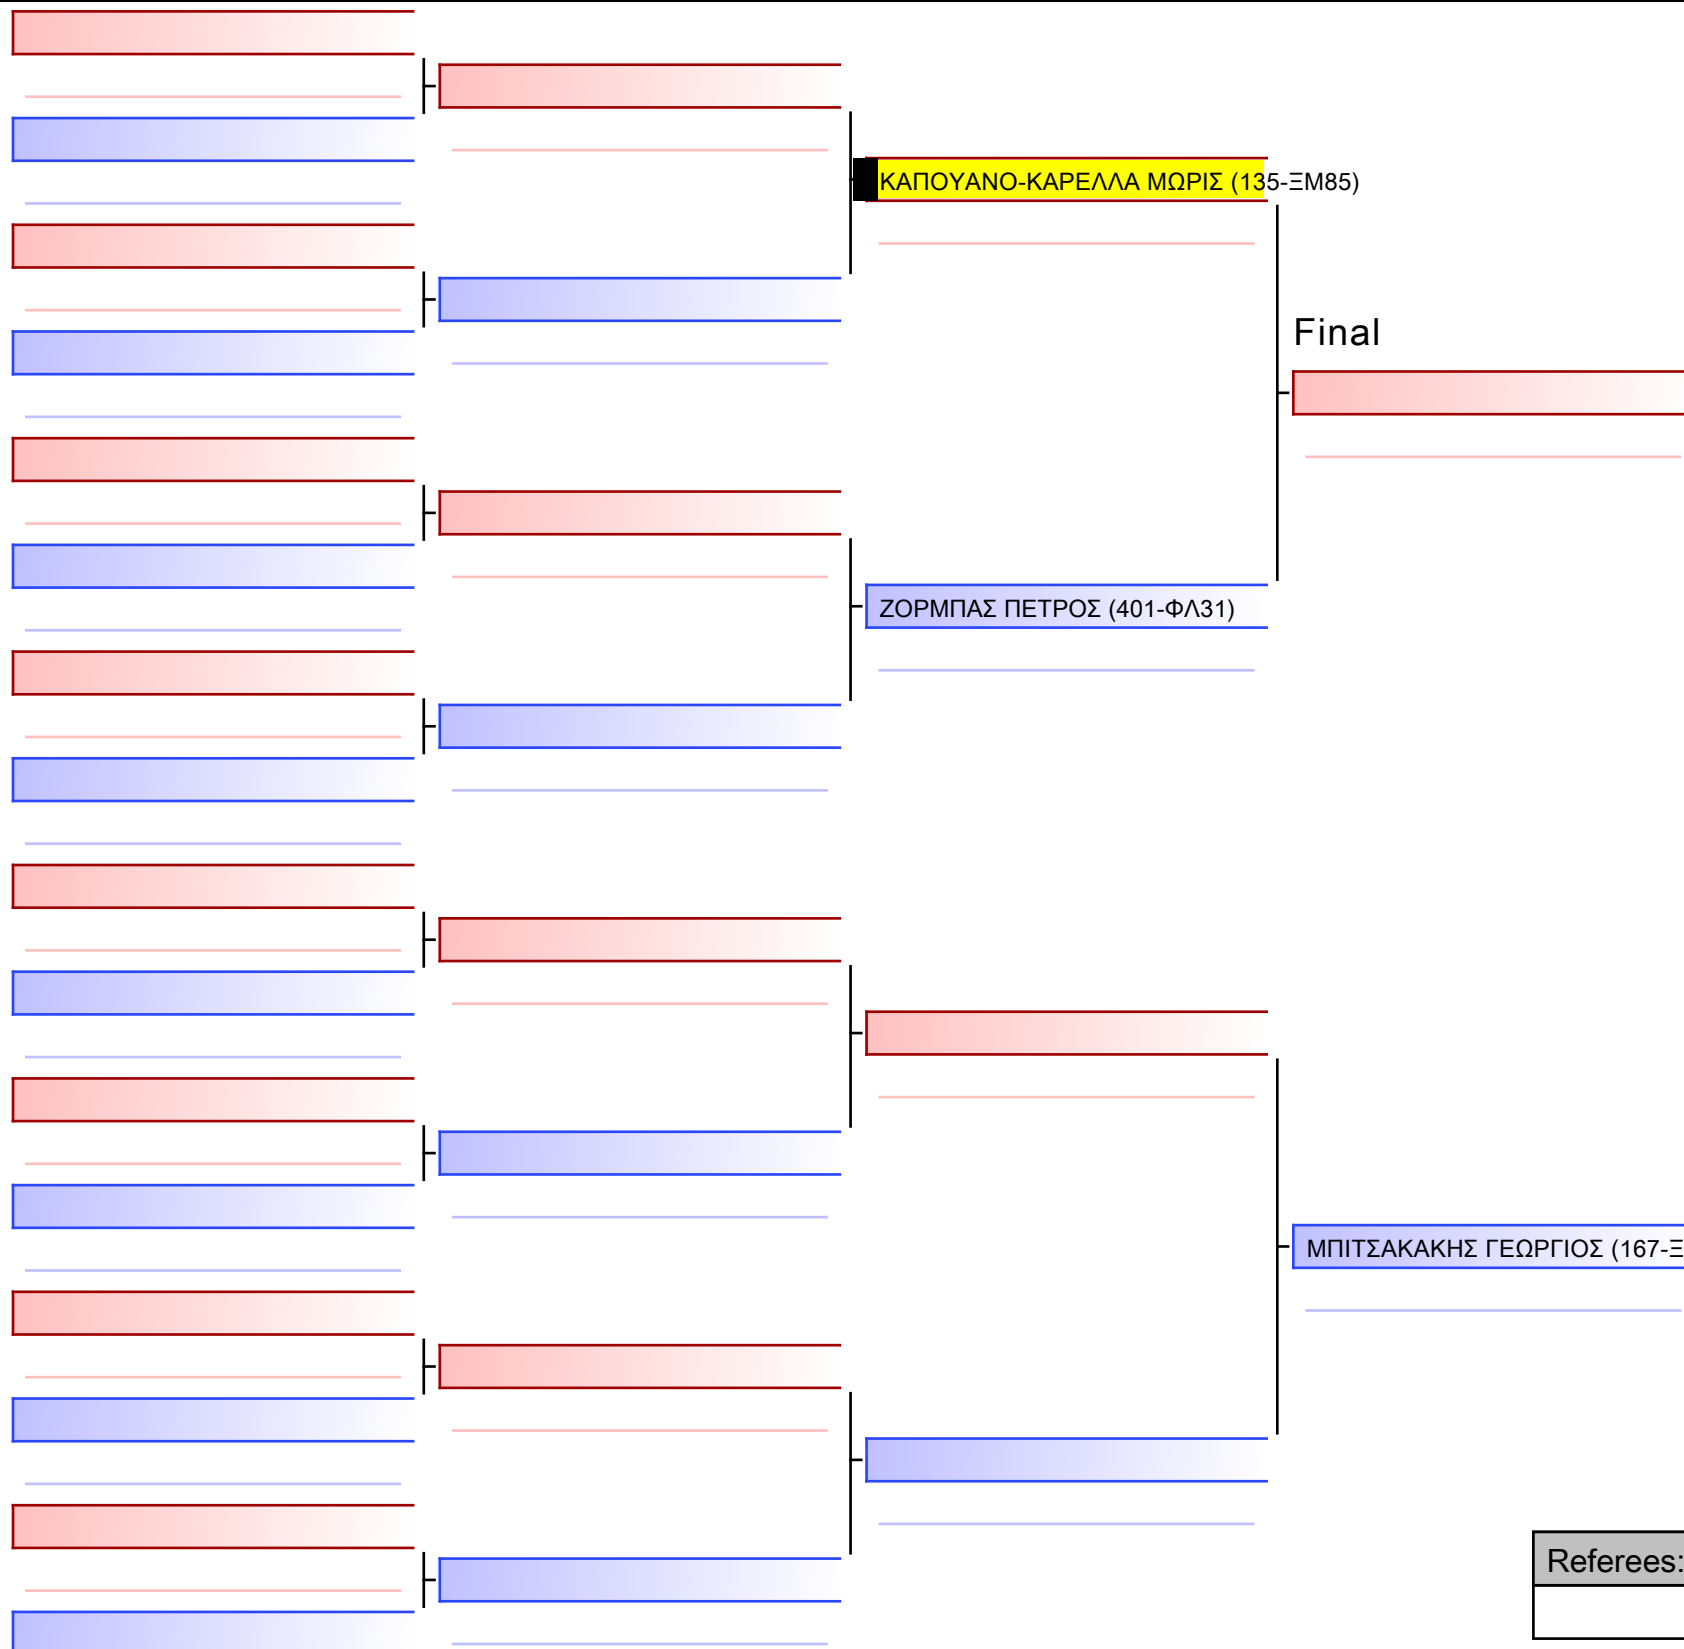 ΚΑΠΟΥΑΝΟ-ΚΑΡΕΛΛΑ ΜΩΡΙΣ (135-ΞΜ85)
Final
ΖΟΡΜΠΑΣ ΠΕΤΡΟΣ (401-ΦΛ31)
ΜΠΙΤΣΑΚΑΚΗΣ ΓΕΩΡΓΙΟΣ (167-Ξ
Referees: